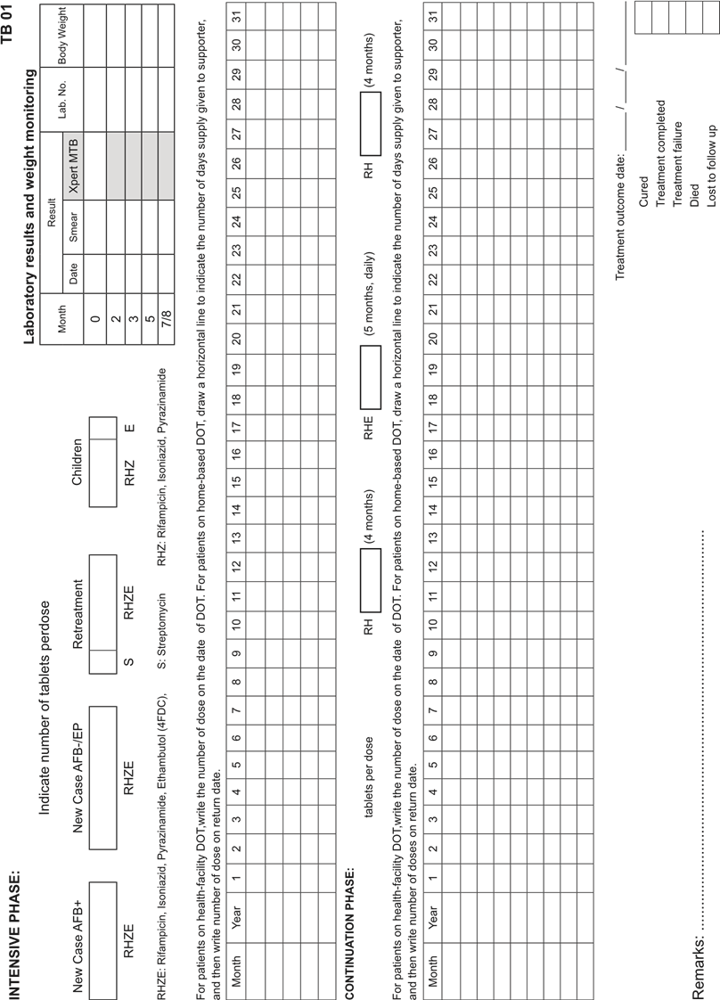 TB 01
INTENSIVE PHASE:
Indicate number of tablets perdose
New Case AFB+
New Case AFB-/EP
Retreatment
Children
RHZE
RHZE
S
RHZE
RHZ
E
RHZE: Rifampicin, Isoniazid, Pyrazinamide, Ethambutol (4FDC),
S: Streptomycin
RHZ: Rifampicin, Isoniazid, Pyrazinamide
Laboratory results and weight monitoring
Month
Result
Lab. No.
Body Weight
Date
Smear
Xpert MTB
0
2
3
5
7/8
For patients on health-facility DOT,write the number of dose on the date of DOT. For patients on home-based DOT, draw a horizontal line to indicate the number of days supply given to supporter,
and then write number of dose on return date.
Month Year 1 2 3 4 5 6 7 8 9 10 11 12 13 14 15 16 17 18 19 20 21 22 23 24 25 26 27 28 29 30 31
CONTINUATION PHASE:
tablets per dose
RH
(4 months)
RHE
(5 months, daily)
RH
(4 months)
For patients on health-facility DOT,write the number of dose on the date of DOT. For patients on home-based DOT, draw a horizontal line to indicate the number of days supply given to supporter,
and then write number of doses on return date.
Month Year 1 2 3 4 5 6 7 8 9 10 11 12 13 14 15 16 17 18 19 20 21 22 23 24 25 26 27 28 29 30 31
Treatment outcome date: ______ / ______ / ______
Cured
Treatment completed
Treatment failure
Died
Lost to follow up
Remarks: ................................................................